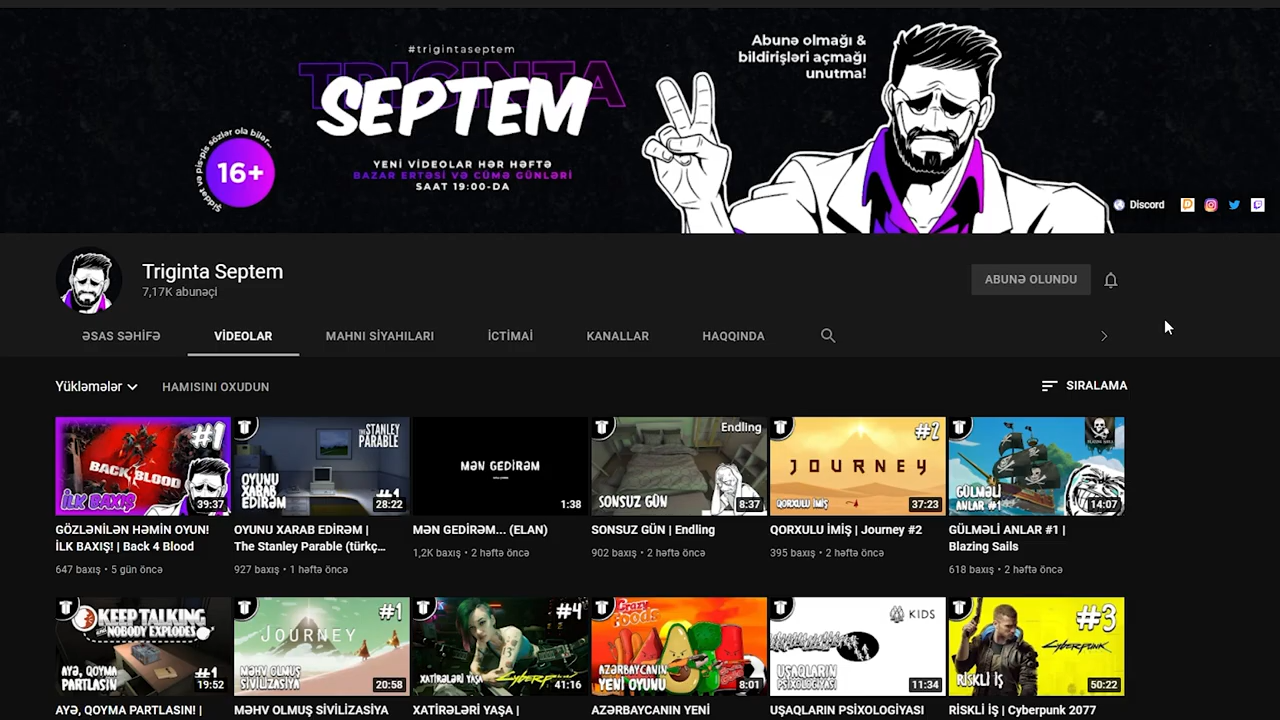 #trigintaseptem
TRIGINTA
SEPTEM
YENİ VİDEOLAR HƏR HƏFTƏ
BAZAR ERTƏSİ VƏ CÜMƏ GÜNLƏRİ
SAAT 19:00-DA
Şiddət və pis-pis sözlər ola bilər~
16+
Abunə olmağı &
bildirişləri açmağı
unutma!
Discord
Triginta Septem
7,17K abunəçi
ABUNƏ OLUNDU
ƏSAS SƏHİFƏ VİDEOLAR MAHNI SİYAHILARI İCTİMAİ KANALLAR HAQQINDA
Yükləmələr HAMISINI OXUDUN SIRALAMA
#1
BACK 4 BLOOD
İLK BAXIŞ
39:37
GÖZLƏNİLƏN HƏMİN OYUN!
İLK BAXIŞ! | Back 4 Blood
647 baxış • 5 gün öncə
THE STANLEY
PARABLE
OYUNU
XARAB
EDİRƏM
#1
28:22
OYUNU XARAB EDİRƏM |
The Stanley Parable (türkç...
927 baxış • 1 həftə öncə
MƏN GEDİRƏM
1:38
MƏN GEDİRƏM... (ELAN)
1,2K baxış • 2 həftə öncə
Endling
SONSUZ GÜN
8:37
SONSUZ GÜN | Endling
902 baxış • 2 həftə öncə
#2
JOURNEY
QORXULU İMİŞ
37:23
QORXULU İMİŞ | Journey #2
395 baxış • 2 həftə öncə
GÜLMƏLİ
ANLAR #1
14:07
GÜLMƏLİ ANLAR #1 |
Blazing Sails
618 baxış • 2 həftə öncə
KEEP TALKING
AND NOBODY EXPLODES
AYƏ, QOYMA
PARTLASIN
#1
19:52
AYƏ, QOYMA PARTLASIN! |
#1
JOURNEY
MƏHV OLMUŞ
SİVİLİZASİYA
20:58
MƏHV OLMUŞ SİVİLİZASİYA
#4
XATİRƏLƏRİ YAŞA
CYBERPUNK
41:16
XATİRƏLƏRİ YAŞA |
Crazy
Foods
AZƏRBAYCANIN
YENİ OYUNU
8:01
AZƏRBAYCANIN YENİ
KIDS
UŞAQLARIN
PSİXOLOGİYASI
11:34
UŞAQLARIN PSİXOLOGİYASI
#3
CYBERPUNK
RİSKLİ İŞ
50:22
RİSKLİ İŞ | Cyberpunk 2077